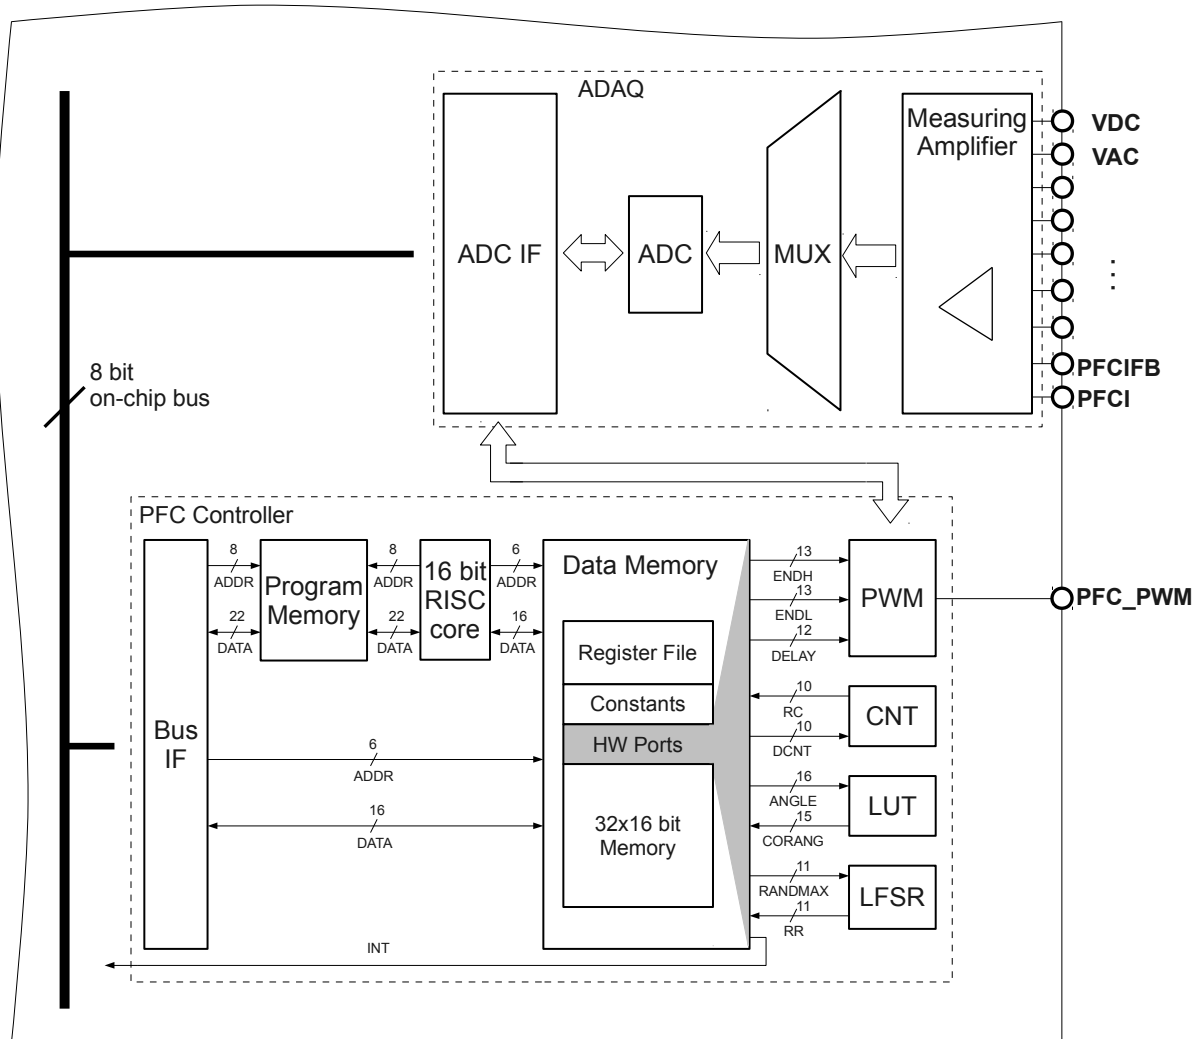 ADAQ
Measuring
Amplifier
VDC
VAC
ADC IF
ADC
MUX
⋮
8 bit
on-chip bus
PFCIFB
PFCI
PFC Controller
8
ADDR
22
DATA
Program
Memory
8
ADDR
22
DATA
16 bit
RISC
core
6
ADDR
16
DATA
Data Memory
13
ENDH
13
ENDL
12
DELAY
PWM
PFC_PWM
Register File
Constants
HW Ports
32x16 bit
Memory
10
RC
10
DCNT
CNT
Bus
IF
6
ADDR
16
DATA
16
ANGLE
15
CORANG
LUT
11
RANDMAX
11
RR
LFSR
INT